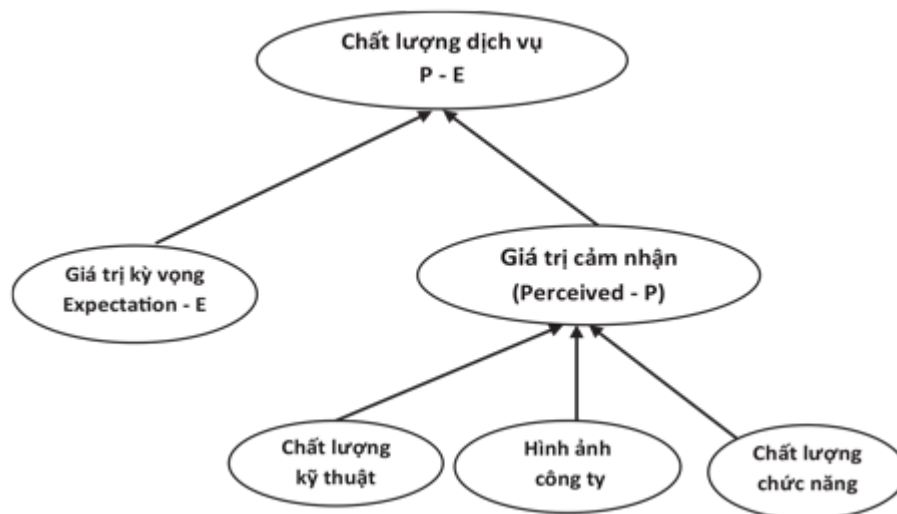 Chất lượng dịch vụ
P - E
Giá trị kỳ vọng
Expectation - E
Giá trị cảm nhận
(Perceived - P)
Chất lượng
kỹ thuật
Hình ảnh
công ty
Chất lượng
chức năng